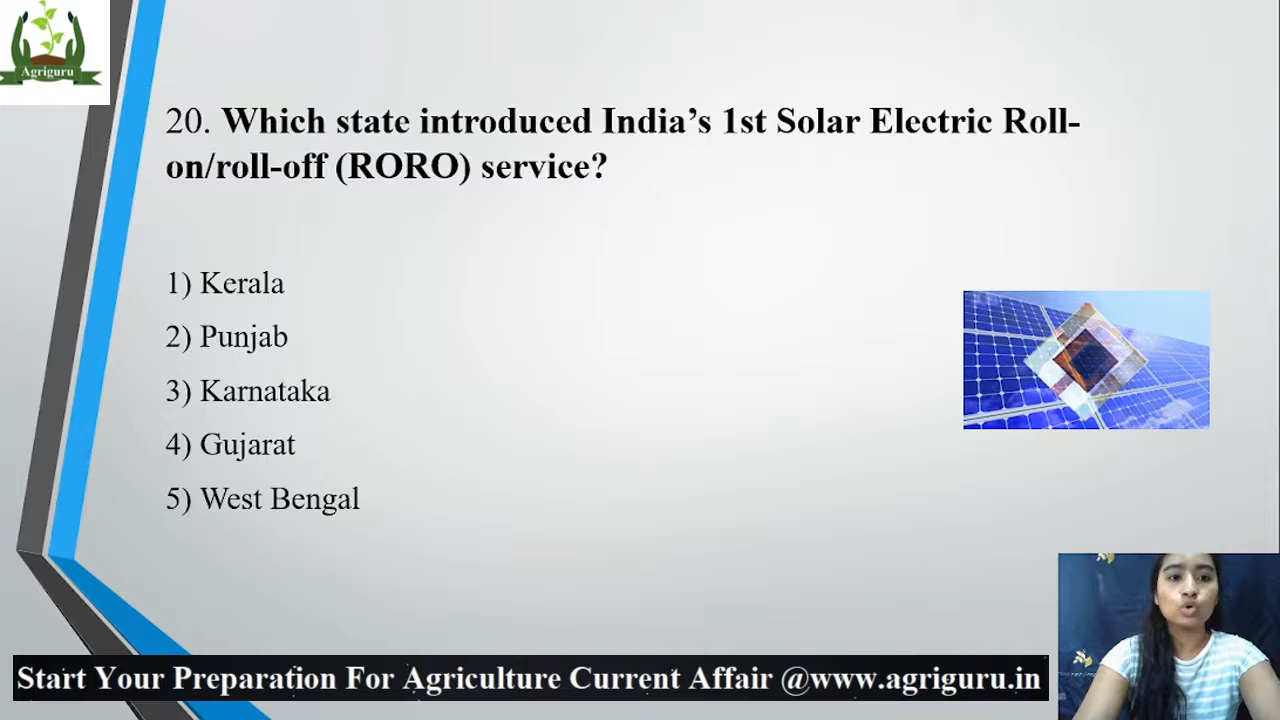 Agriguru
20. Which state introduced India’s 1st Solar Electric Roll-
on/roll-off (RORO) service?
1) Kerala
2) Punjab
3) Karnataka
4) Gujarat
5) West Bengal
Start Your Preparation For Agriculture Current Affair @www.agriguru.in